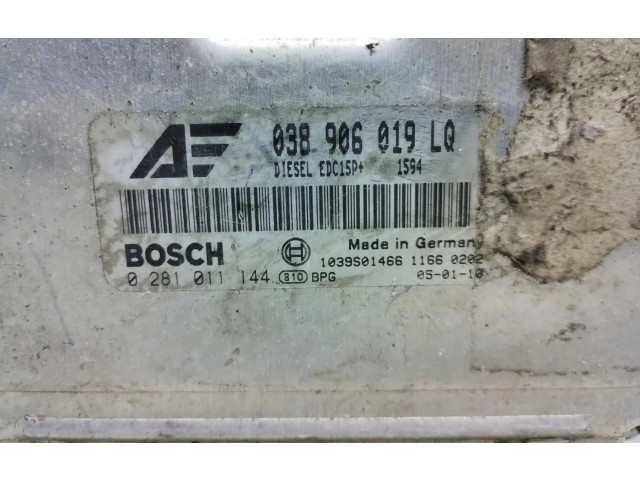 AE 038 906 019 LQ
DIESEL EDC15P+ 1594
BOSCH Made in Germany
1039S01466 1166 0202
0 281 011 144 810 BPG 05-01-10